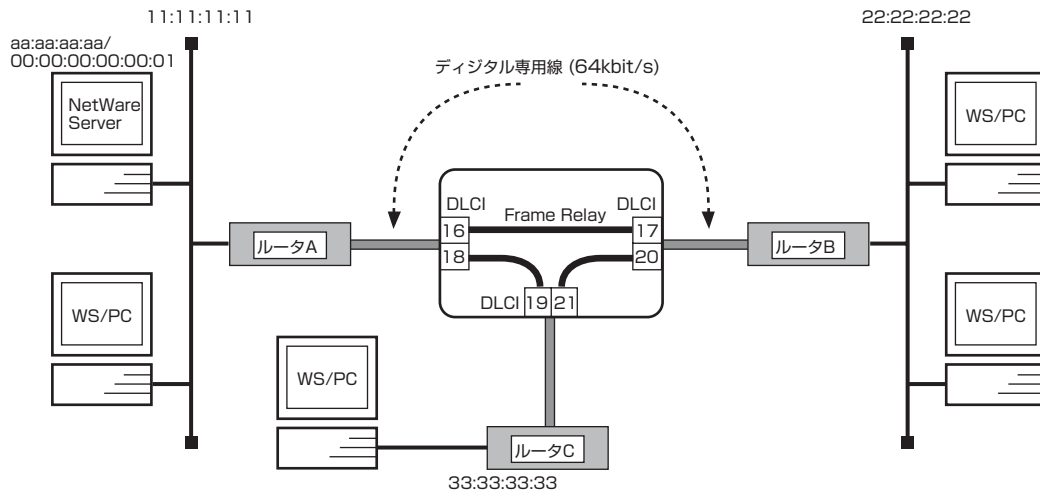 11:11:11:11
22:22:22:22
aa:aa:aa:aa/
00:00:00:00:00:01
ディジタル専用線 (64kbit/s)
NetWare
Server
WS/PC
DLCI
Frame Relay
DLCI
16
17
ルータA
ルータB
18
20
WS/PC
DLCI
19
21
WS/PC
WS/PC
ルータC
33:33:33:33